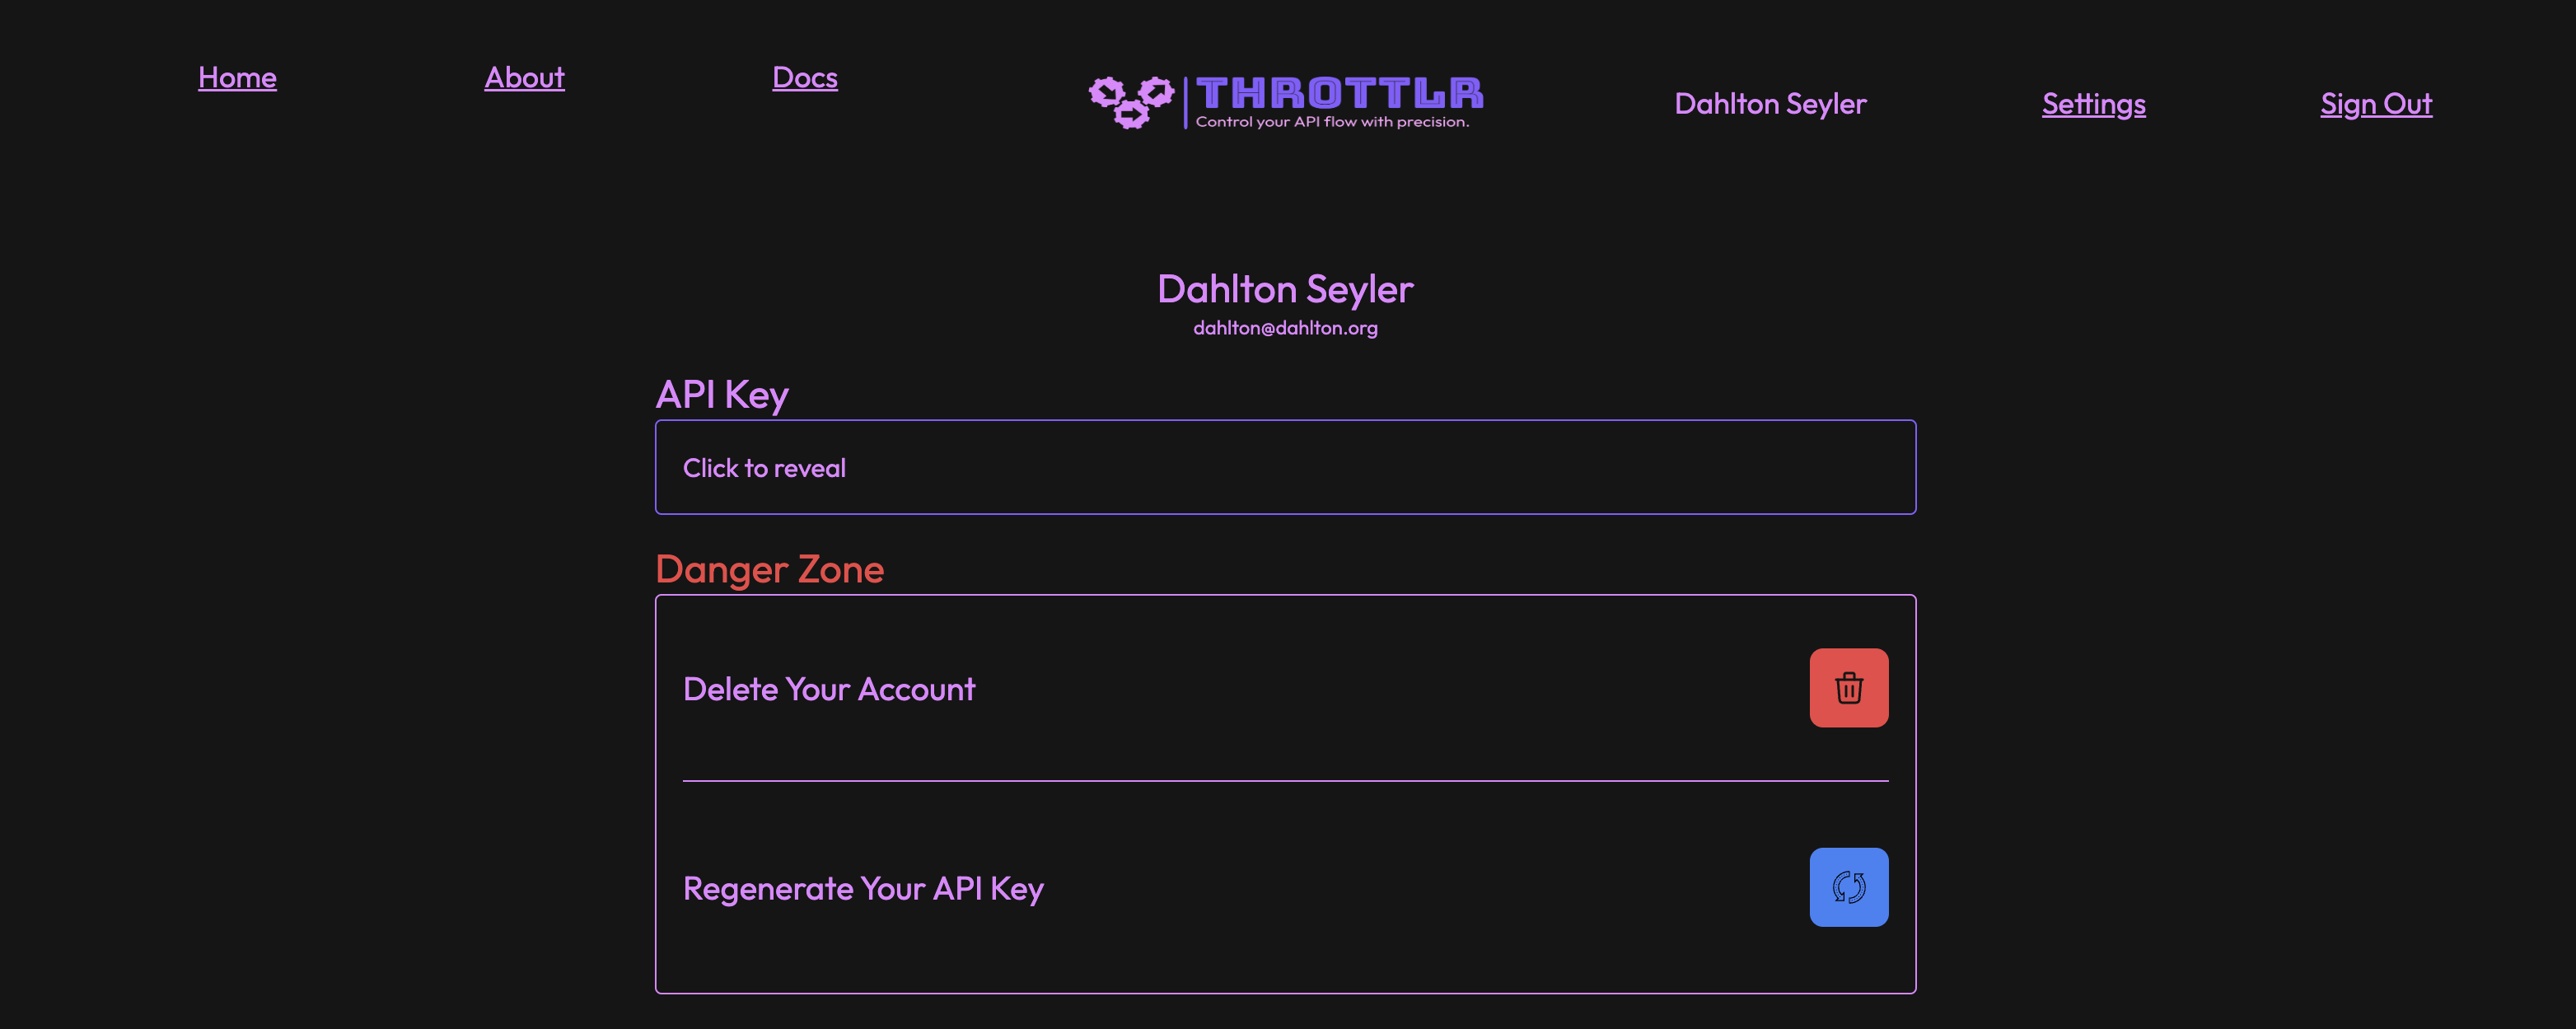 Home
About
Docs
THROTTLR
Control your API flow with precision.
Dahlton Seyler
Settings
Sign Out
Dahlton Seyler
dahlton@dahlton.org
API Key
Click to reveal
Danger Zone
Delete Your Account
Regenerate Your API Key